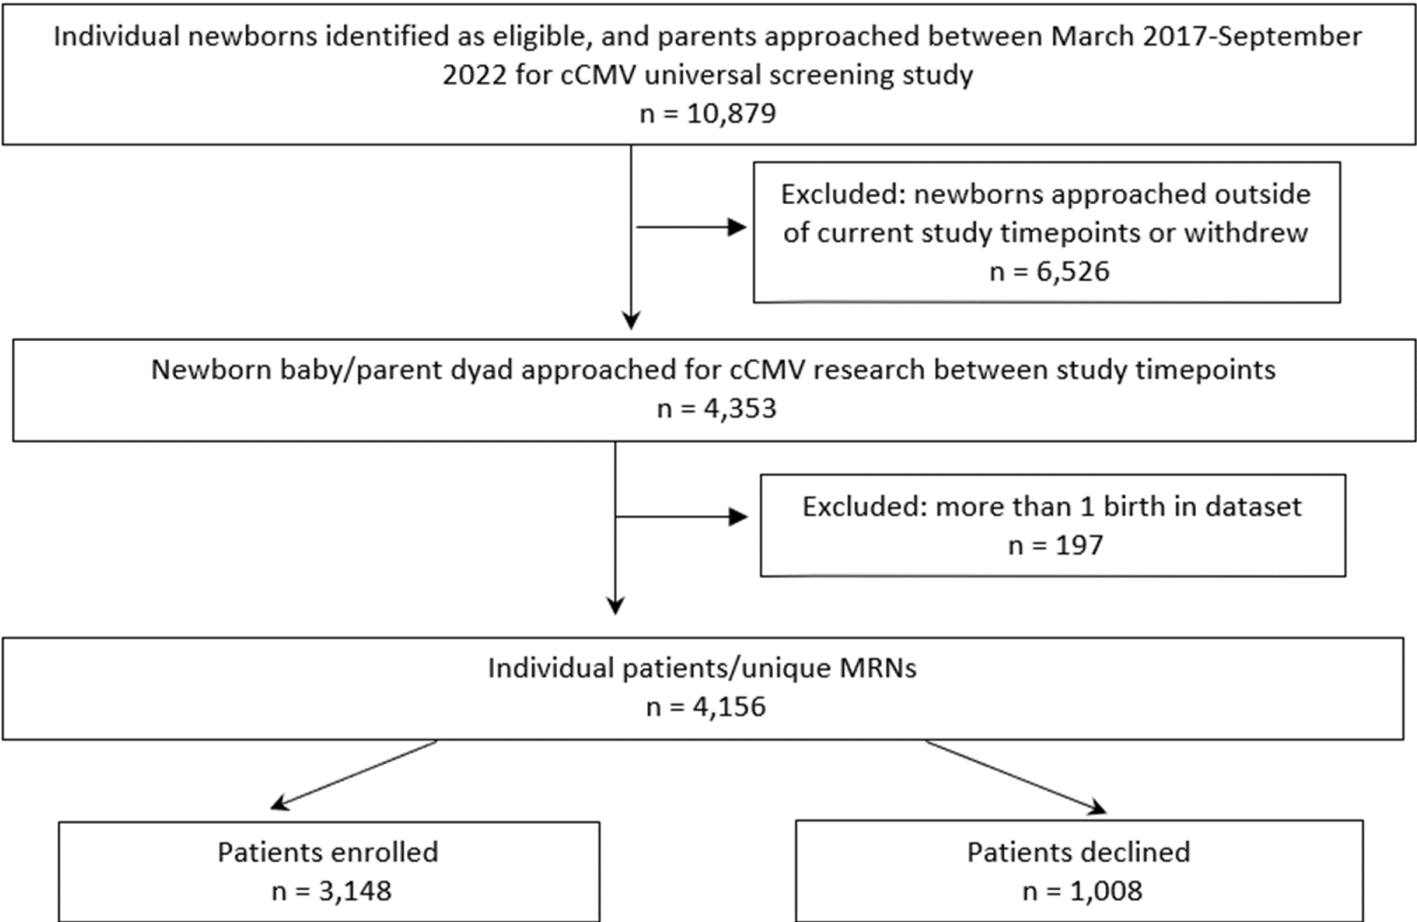 Individual newborns identified as eligible, and parents approached between March 2017-September
2022 for cCMV universal screening study
n = 10,879
Excluded: newborns approached outside
of current study timepoints or withdrew
n = 6,526
Newborn baby/parent dyad approached for cCMV research between study timepoints
n = 4,353
Excluded: more than 1 birth in dataset
n = 197
Individual patients/unique MRNs
n = 4,156
Patients enrolled
n = 3,148
Patients declined
n = 1,008